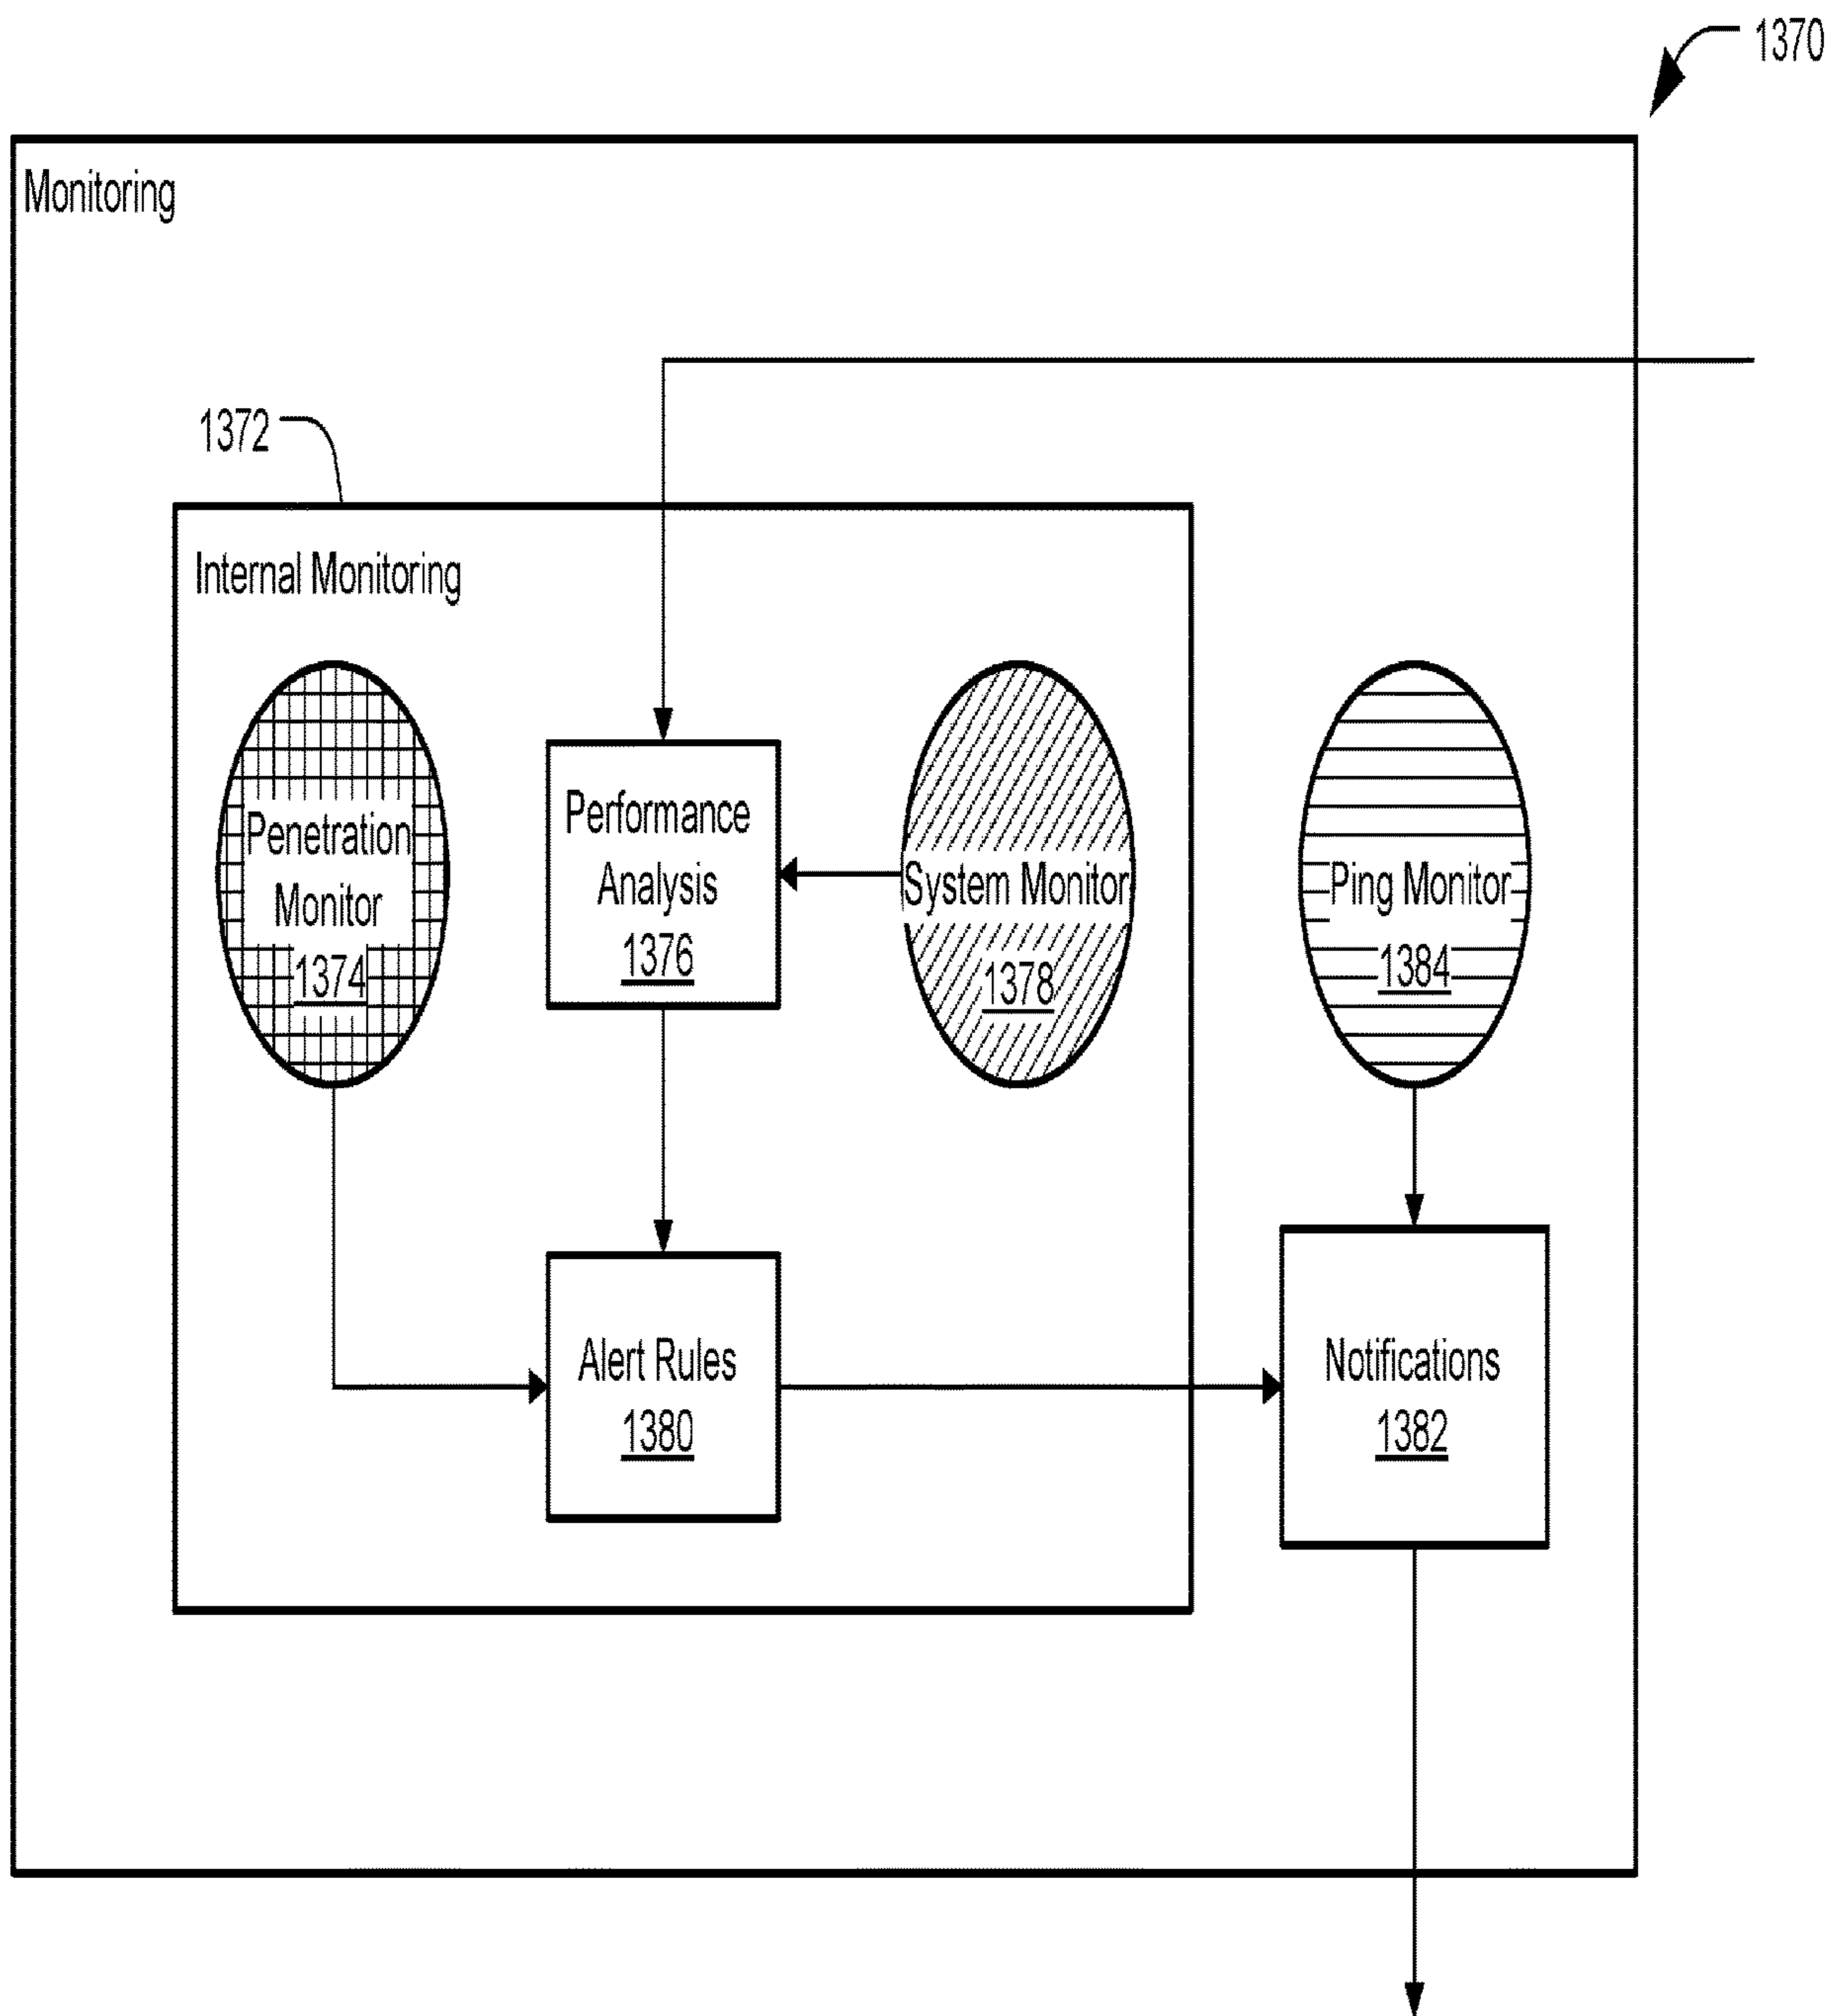 1370
Monitoring
1372
Internal Monitoring
Penetration
Monitor
1374
Performance
Analysis
1376
System Monitor
1378
Ping Monitor
1384
Alert Rules
1380
Notifications
1382